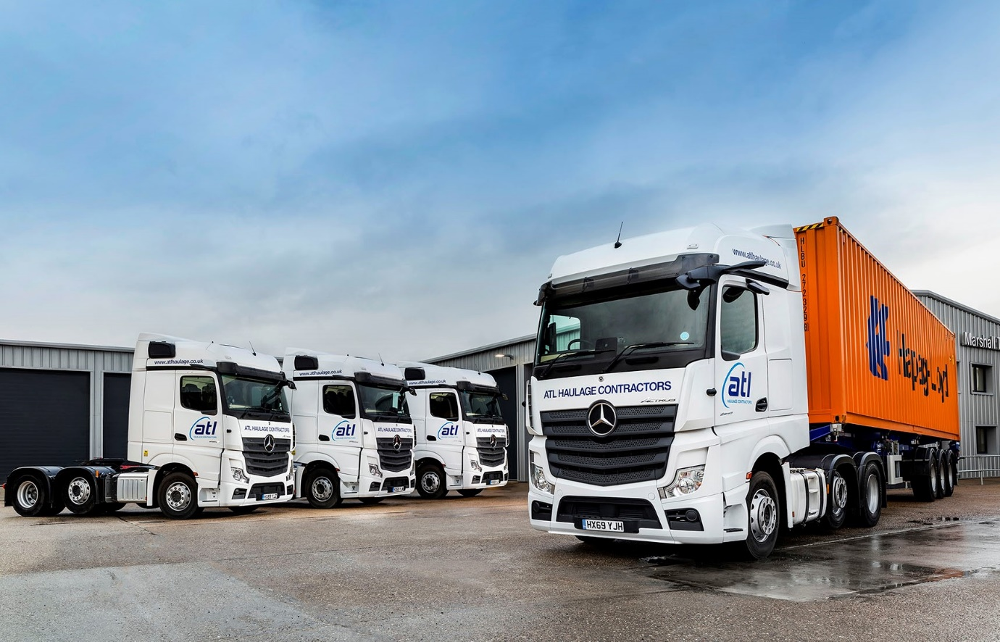 www.atlhaulage.co.uk
atl
HAULAGE CONTRACTORS
ATL HAULAGE CONTRACTORS
www.atlhaulage.co.uk
atl
ATL HAULAGE CONTRACTORS
www.atlhaulage.co.uk
atl
ATL HAULAGE CONTRACTORS
www.atlhaulage.co.uk
ATL HAULAGE CONTRACTORS
ACTROS
atl
HAULAGE CONTRACTORS
HX69 YJH
HLBU 272329 8
Hapag-Lloyd
Marshall T